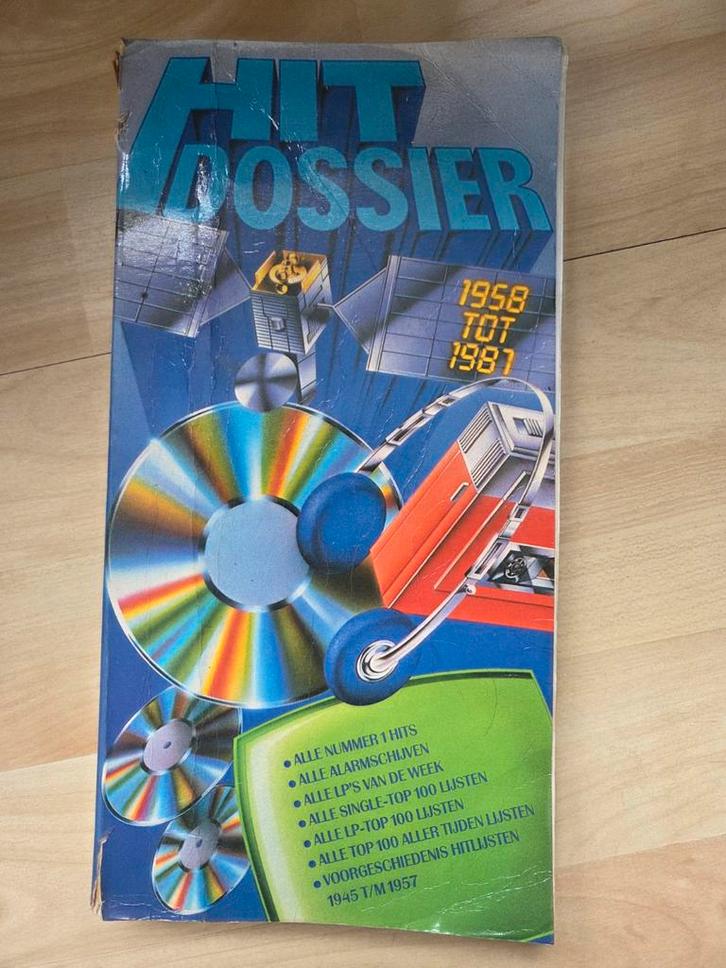 HIT
DOSSIER
1958
TOT
1987
• ALLE NUMMER 1 HITS
• ALLE ALARMSCHIJVEN
• ALLE LP'S VAN DE WEEK
• ALLE SINGLE-TOP 100 LIJSTEN
• ALLE LP-TOP 100 LIJSTEN
• ALLE TOP 100 ALLER TIJDEN LIJSTEN
• VOORGESCHIEDENIS HITLIJSTEN
1945 T/M 1957